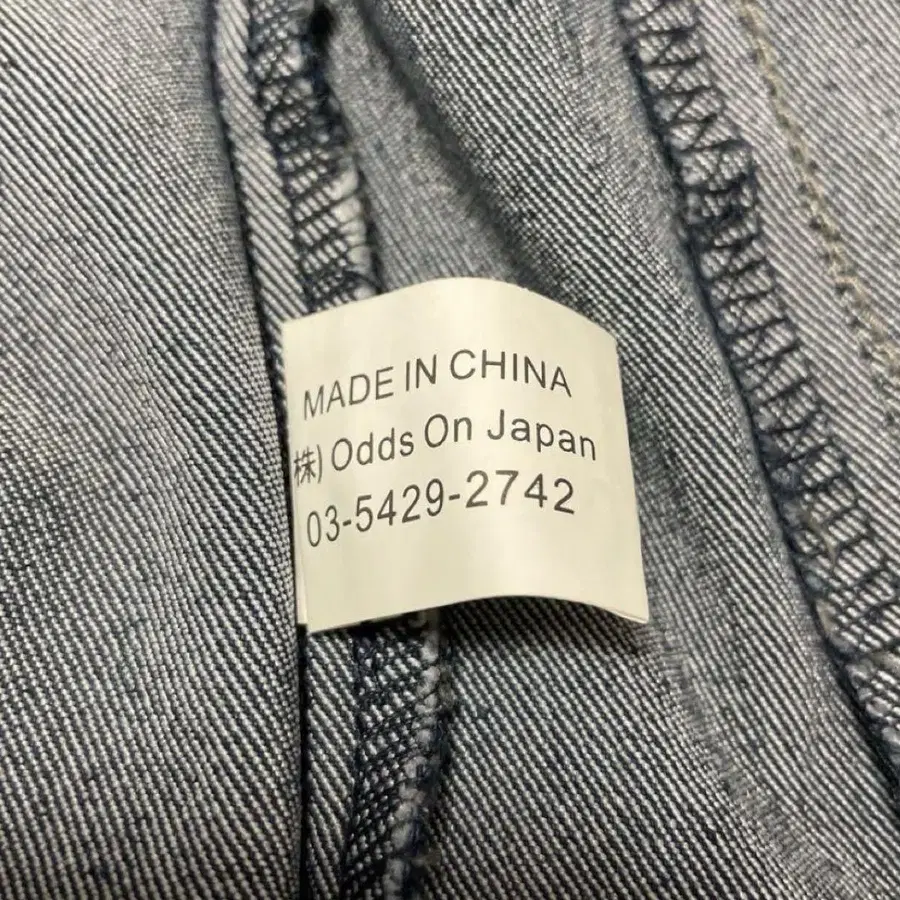 MADE IN CHINA
株) Odds On Japan
03-5429-2742